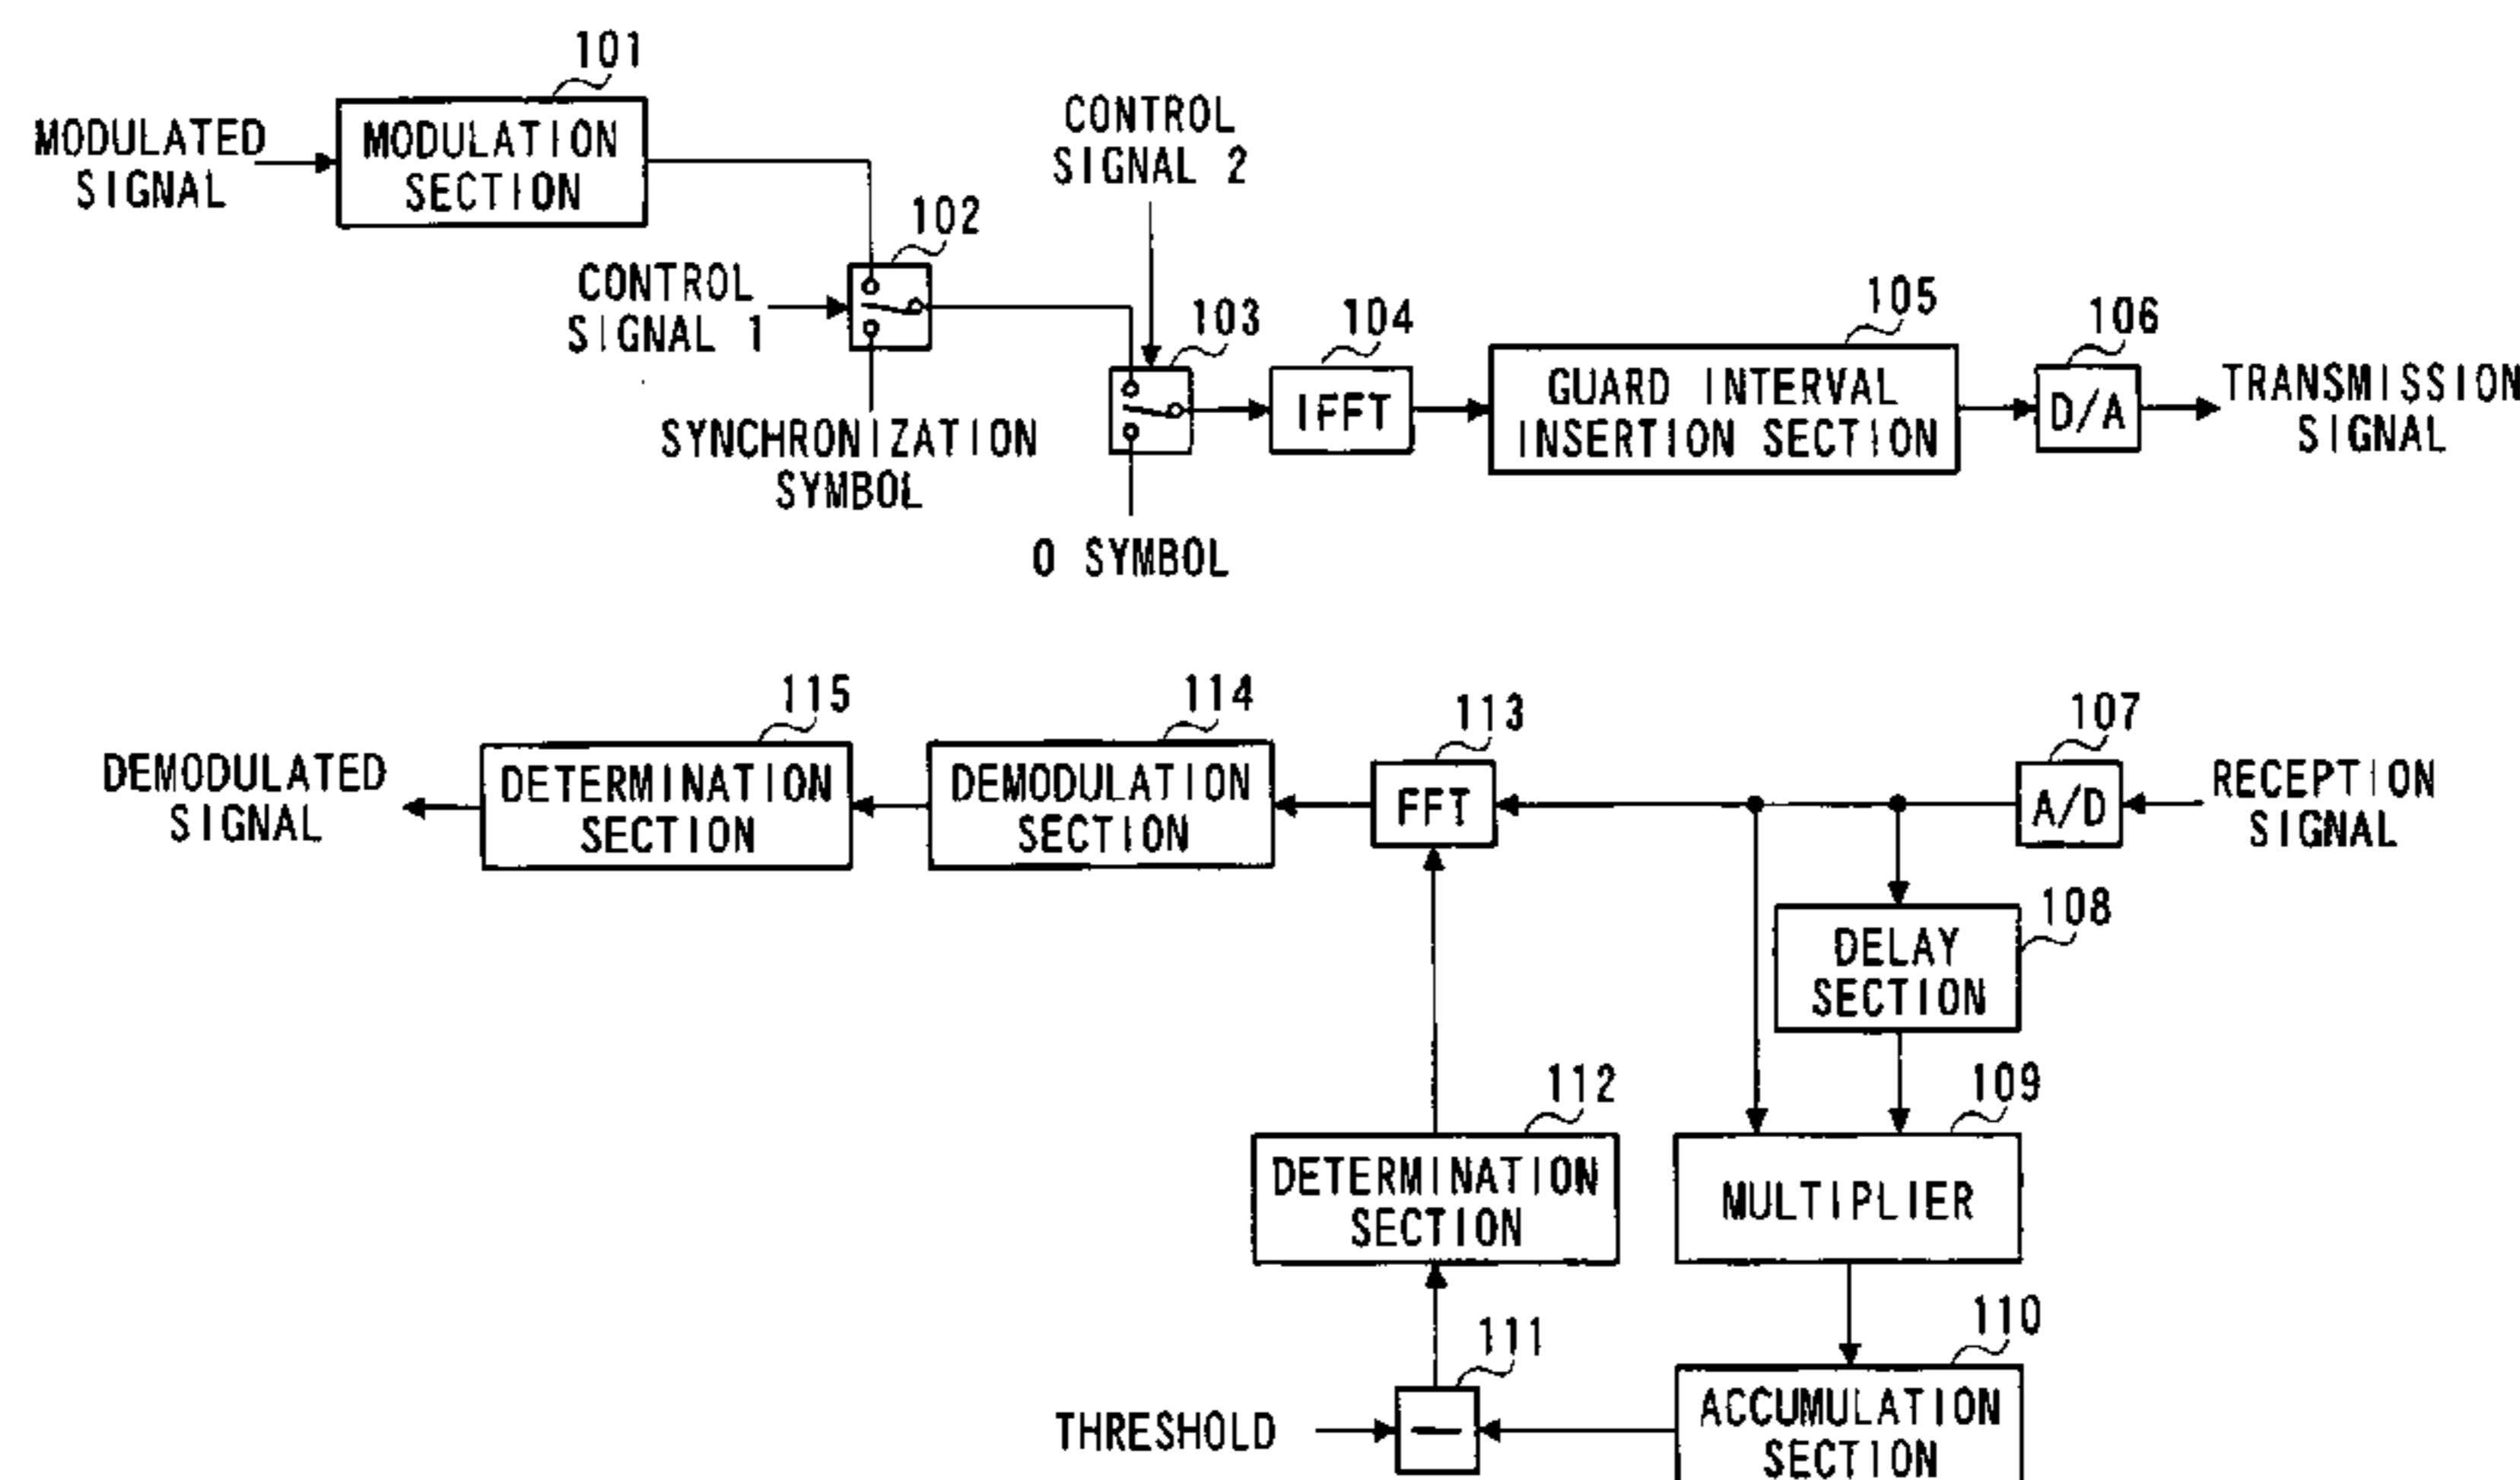 101
MODULATED
SIGNAL
MODULATION
SECTION
CONTROL
SIGNAL 2
102
CONTROL
SIGNAL 1
SYNCHRONIZATION
SYMBOL
103
0 SYMBOL
104
IFFT
105
GUARD INTERVAL
INSERTION SECTION
106
D/A
TRANSMISSION
SIGNAL
115
DEMODULATED
SIGNAL
DETERMINATION
SECTION
114
DEMODULATION
SECTION
113
FFT
107
A/D
RECEPTION
SIGNAL
108
DELAY
SECTION
112
DETERMINATION
SECTION
109
MULTIPLIER
111
THRESHOLD
—
110
ACCUMULATION
SECTION